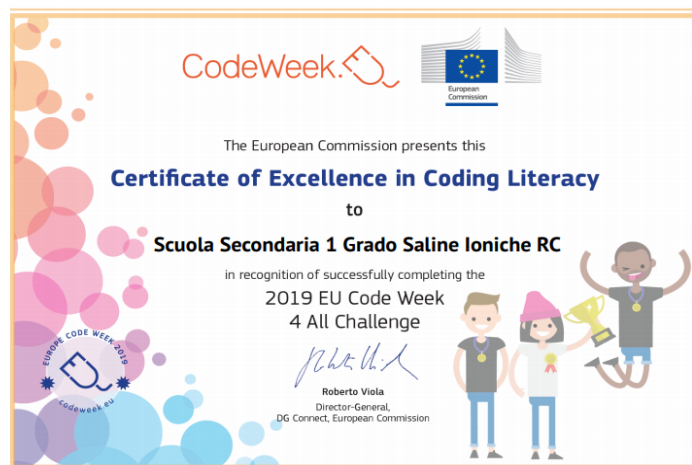 CodeWeek.
European
Commission
The European Commission presents this
Certificate of Excellence in Coding Literacy
to
Scuola Secondaria 1 Grado Saline Ioniche RC
in recognition of successfully completing the
2019 EU Code Week
4 All Challenge
Roberto Viola
Director-General,
DG Connect, European Commission
EUROPE CODE WEEK 2019
codeweek.eu